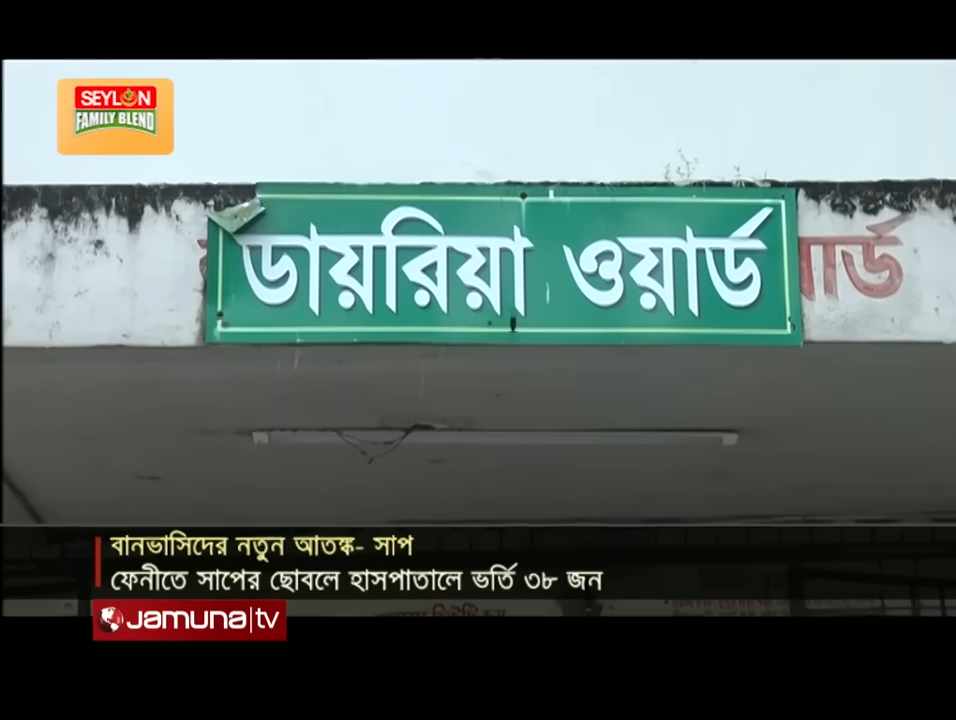 SEYLON
FAMILY BLEND
ডায়রিয়া ওয়ার্ড
য়ার্ড
বানভাসিদের নতুন আতঙ্ক- সাপ
ফেনীতে সাপের ছোবলে হাসপাতালে ভর্তি ৩৮ জন
Jamuna|tv